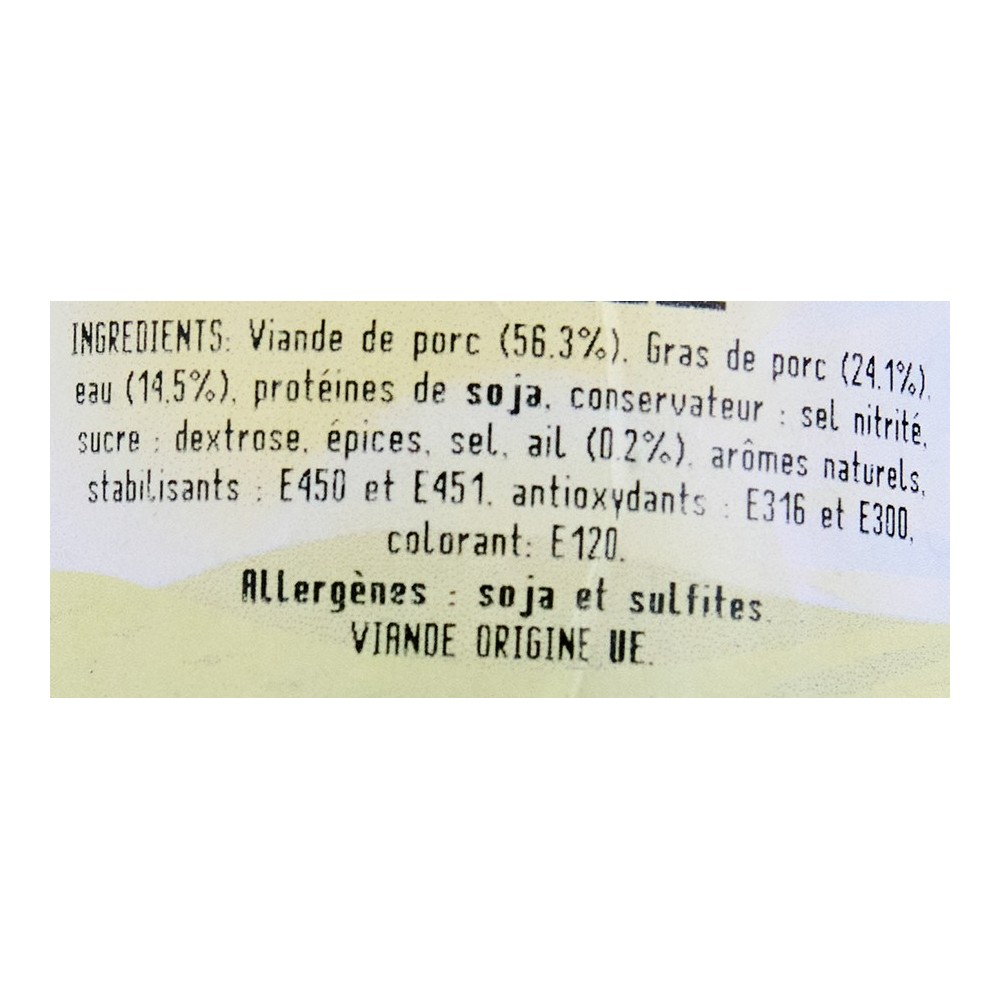 INGREDIENTS: Viande de porc (56.3%), Gras de porc (24.1%),
eau (14.5%), protéines de soja, conservateur : sel nitrité,
sucre : dextrose, épices, sel, ail (0.2%), arômes naturels,
stabilisants : E450 et E451, antioxydants : E316 et E300,
colorant: E120.
Allergènes : soja et sulfites.
VIANDE ORIGINE UE.